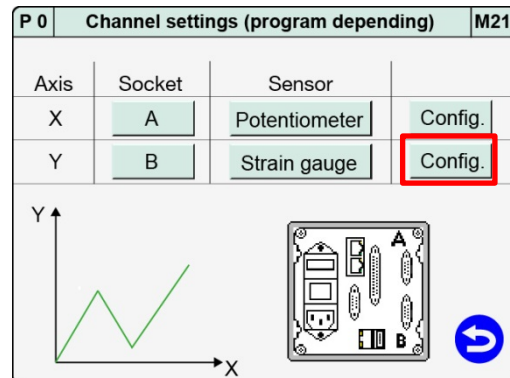 P 0 Channel settings (program depending) M21
Axis Socket Sensor
X A Potentiometer Config.
Y B Strain gauge Config.
Y
X
A
B